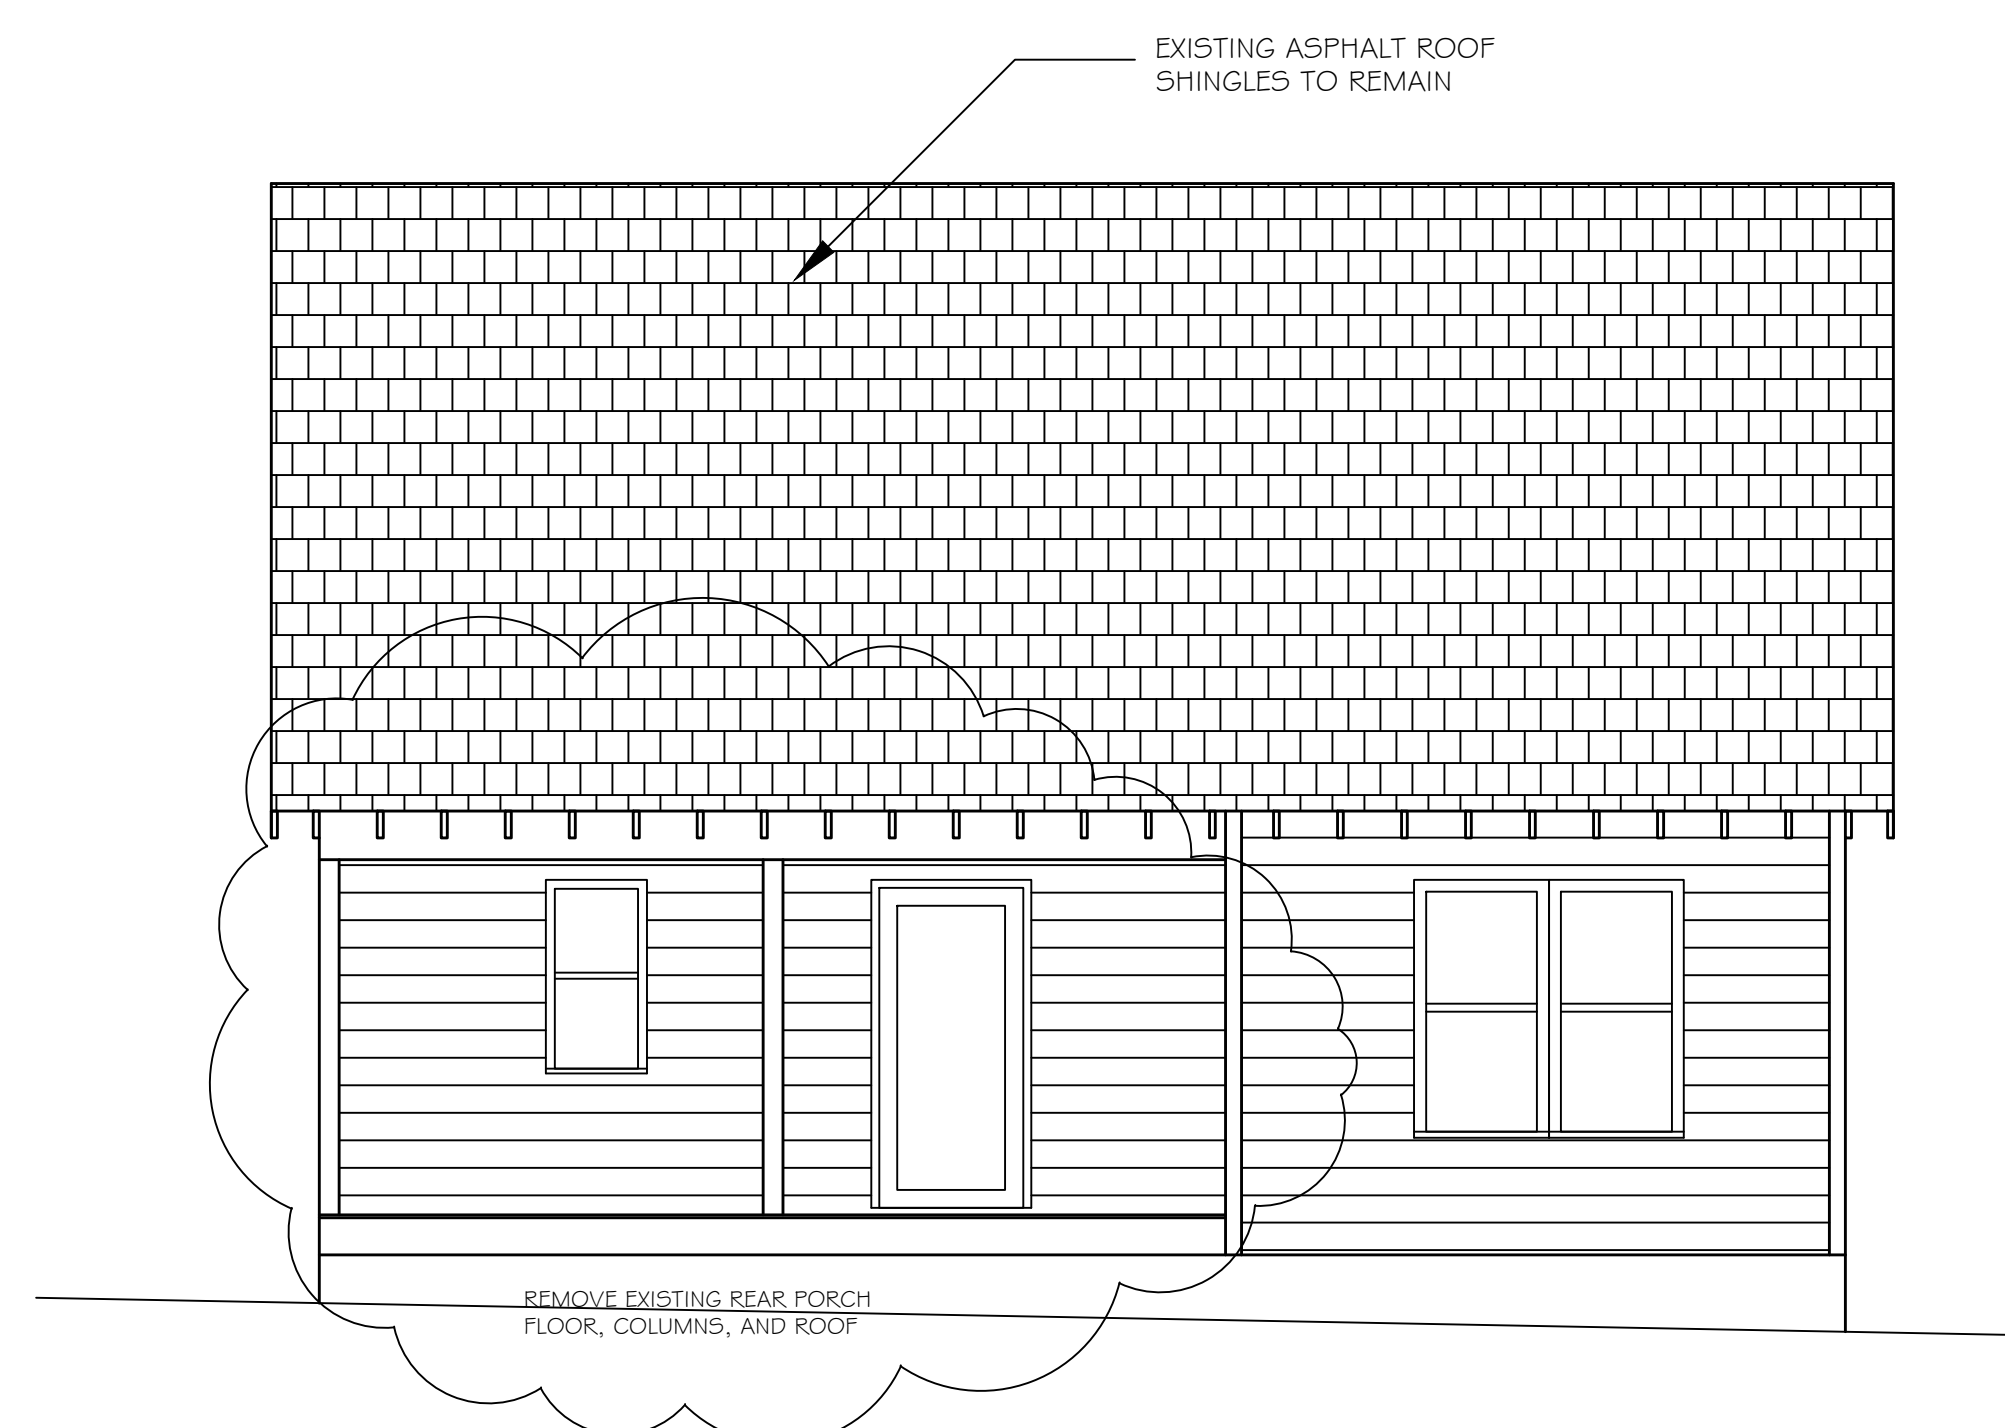 EXISTING ASPHALT ROOF
SHINGLES TO REMAIN
REMOVE EXISTING REAR PORCH
FLOOR, COLUMNS, AND ROOF